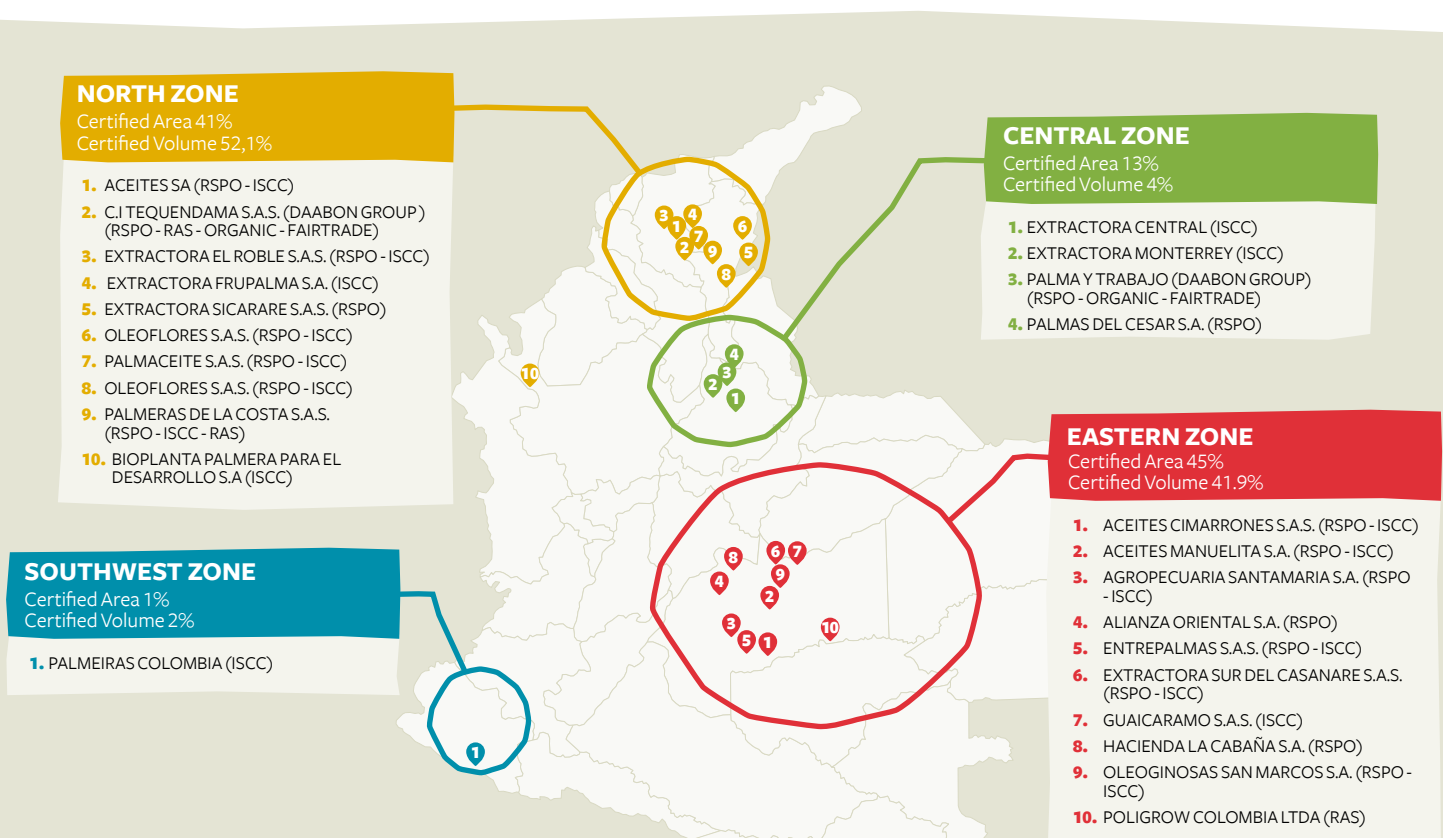 NORTH ZONE
Certified Area 41%
Certified Volume 52,1%
1. ACEITES SA (RSPO - ISCC)
2. C.I TEQUENDAMA S.A.S. (DAABON GROUP)
(RSPO - RAS - ORGANIC - FAIRTRADE)
3. EXTRACTORA EL ROBLE S.A.S. (RSPO - ISCC)
4. EXTRACTORA FRUPALMA S.A. (ISCC)
5. EXTRACTORA SICARARE S.A.S. (RSPO)
6. OLEOFLORES S.A.S. (RSPO - ISCC)
7. PALMACEITE S.A.S. (RSPO - ISCC)
8. OLEOFLORES S.A.S. (RSPO - ISCC)
9. PALMERAS DE LA COSTA S.A.S.
(RSPO - ISCC - RAS)
10. BIOPLANTA PALMERA PARA EL
DESARROLLO S.A (ISCC)
SOUTHWEST ZONE
Certified Area 1%
Certified Volume 2%
1. PALMEIRAS COLOMBIA (ISCC)
3
4
1
7
2
9
6
5
8
10
4
3
2
1
8
6
7
4
9
2
3
5
1
10
1
CENTRAL ZONE
Certified Area 13%
Certified Volume 4%
1. EXTRACTORA CENTRAL (ISCC)
2. EXTRACTORA MONTERREY (ISCC)
3. PALMA Y TRABAJO (DAABON GROUP)
(RSPO - ORGANIC - FAIRTRADE)
4. PALMAS DEL CESAR S.A. (RSPO)
EASTERN ZONE
Certified Area 45%
Certified Volume 41.9%
1. ACEITES CIMARRONES S.A.S. (RSPO - ISCC)
2. ACEITES MANUELITA S.A. (RSPO - ISCC)
3. AGROPECUARIA SANTAMARIA S.A. (RSPO
- ISCC)
4. ALIANZA ORIENTAL S.A. (RSPO)
5. ENTREPALMAS S.A.S. (RSPO - ISCC)
6. EXTRACTORA SUR DEL CASANARE S.A.S.
(RSPO - ISCC)
7. GUAICARAMO S.A.S. (ISCC)
8. HACIENDA LA CABAÑA S.A. (RSPO)
9. OLEOGINOSAS SAN MARCOS S.A. (RSPO -
ISCC)
10. POLIGROW COLOMBIA LTDA (RAS)